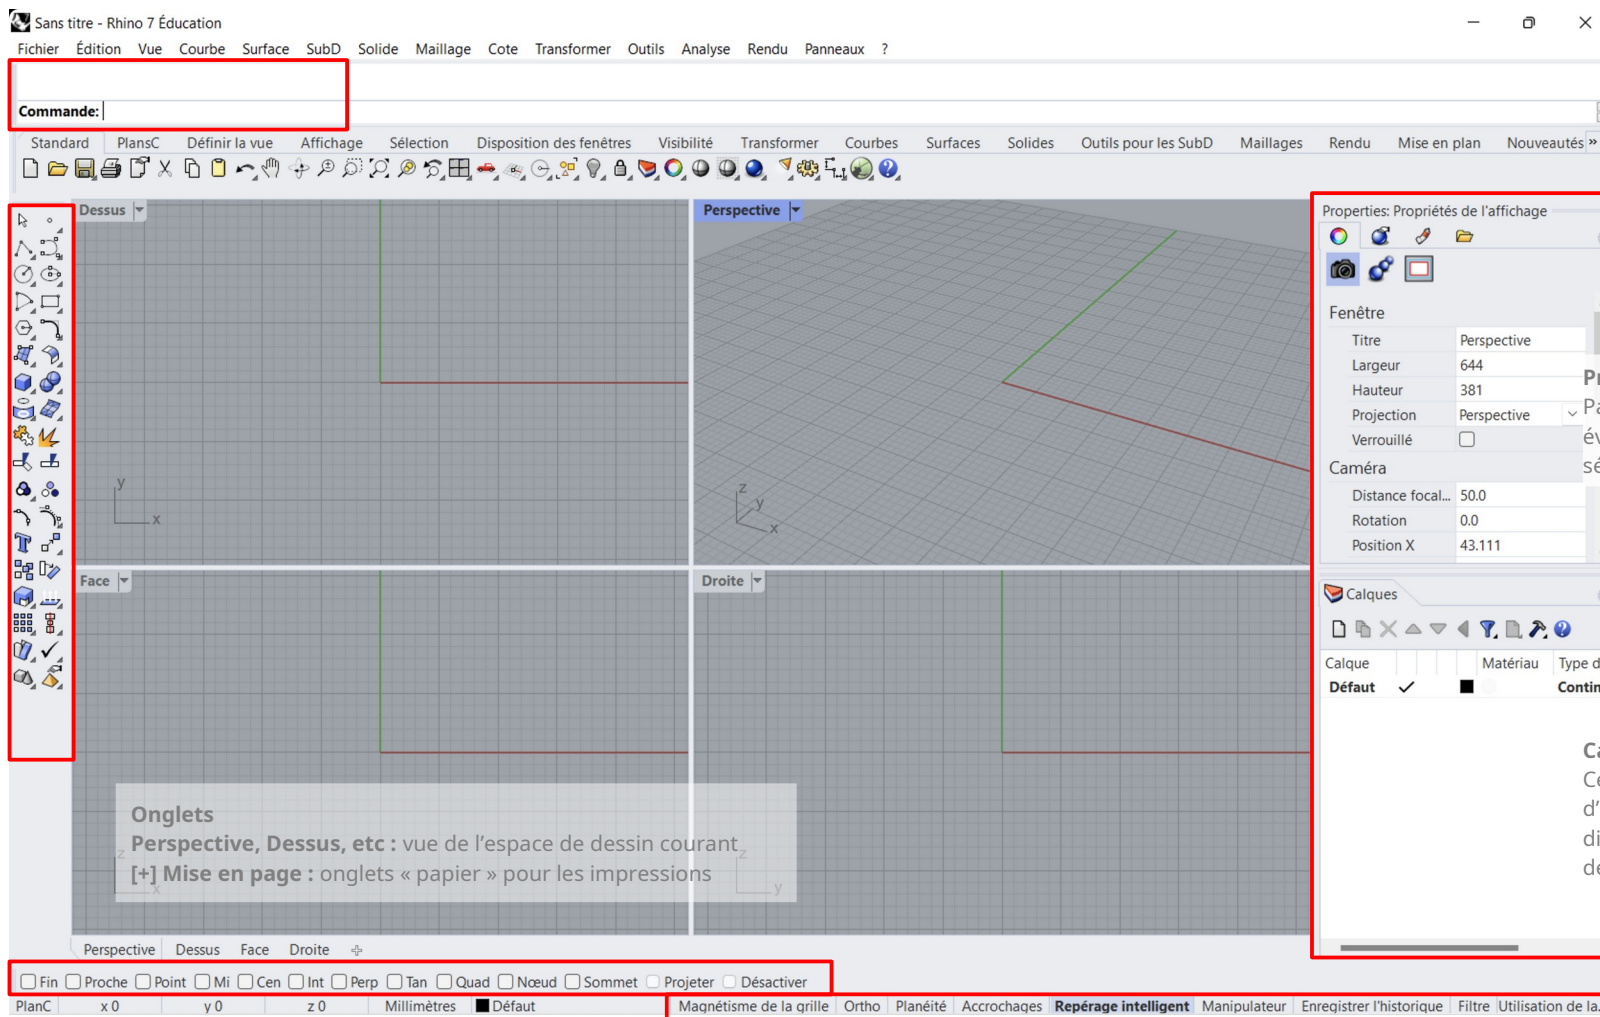 Sans titre - Rhino 7 Éducation
Fichier Édition Vue Courbe Surface SubD Solide Maillage Cote Transformer Outils Analyse Rendu Panneaux ?
Commande:
Standard PlansC Définir la vue Affichage Sélection Disposition des fenêtres Visibilité Transformer Courbes Surfaces Solides Outils pour les SubD Maillages Rendu Mise en plan Nouveautés »
Dessus
Perspective
Properties: Propriétés de l'affichage
Fenêtre
Titre Perspective
Largeur 644
Hauteur 381
Projection Perspective
Verrouillé
Caméra
Distance focal... 50.0
Rotation 0.0
Position X 43.111
y
x
z
y
x
Face
Droite
Calques
Calque Matériau Type d
Défaut Contin
Onglets
Perspective, Dessus, etc : vue de l’espace de dessin courant
[+] Mise en page : onglets « papier » pour les impressions
z
x
z
y
Perspective Dessus Face Droite
Fin Proche Point Mi Cen Int Perp Tan Quad Nœud Sommet Projeter Désactiver
PlanC x 0 y 0 z 0 Millimètres Défaut Magnétisme de la grille Ortho Planéité Accrochages Repérage intelligent Manipulateur Enregistrer l'historique Filtre Utilisation de la